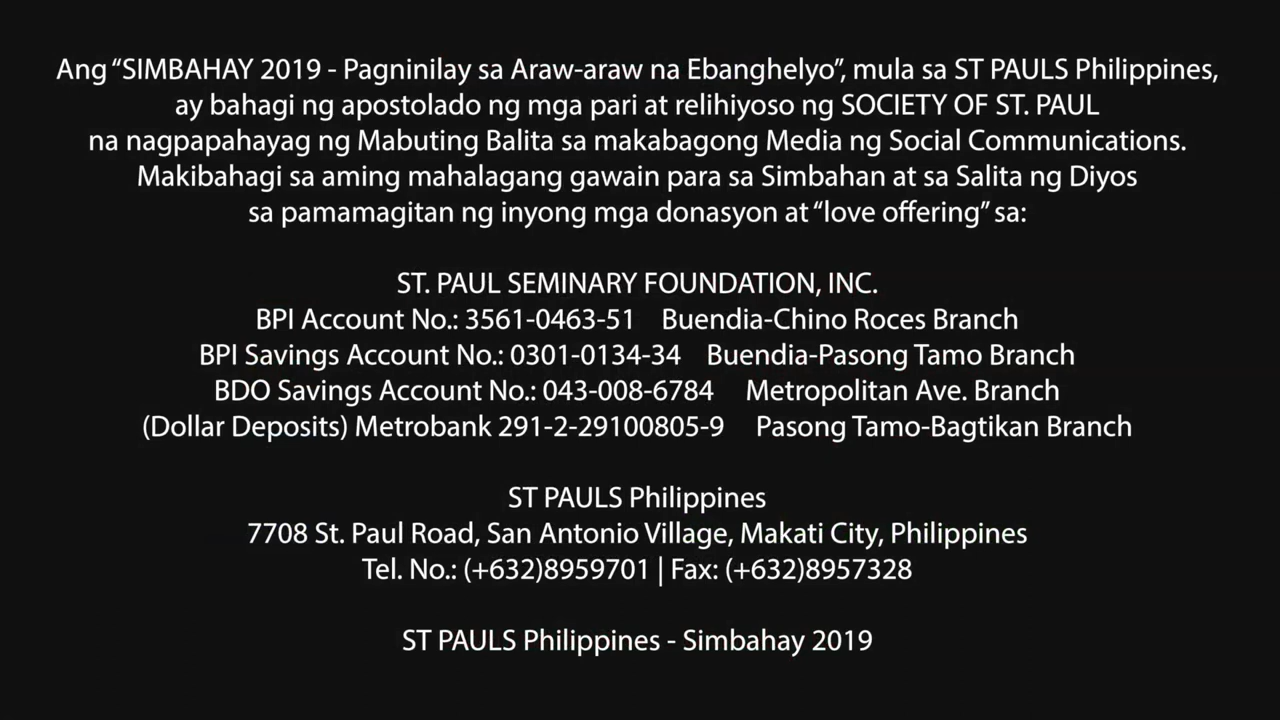 Ang “SIMBAHAY 2019 - Pagninilay sa Araw-araw na Ebanghelyo”, mula sa ST PAULS Philippines,
ay bahagi ng apostolado ng mga pari at relihiyoso ng SOCIETY OF ST. PAUL
na nagpapahayag ng Mabuting Balita sa makabagong Media ng Social Communications.
Makibahagi sa aming mahalagang gawain para sa Simbahan at sa Salita ng Diyos
sa pamamagitan ng inyong mga donasyon at “love offering” sa:
ST. PAUL SEMINARY FOUNDATION, INC.
BPI Account No.: 3561-0463-51 Buendia-Chino Roces Branch
BPI Savings Account No.: 0301-0134-34 Buendia-Pasong Tamo Branch
BDO Savings Account No.: 043-008-6784 Metropolitan Ave. Branch
(Dollar Deposits) Metrobank 291-2-29100805-9 Pasong Tamo-Bagtikan Branch
ST PAULS Philippines
7708 St. Paul Road, San Antonio Village, Makati City, Philippines
Tel. No.: (+632)8959701 | Fax: (+632)8957328
ST PAULS Philippines - Simbahay 2019